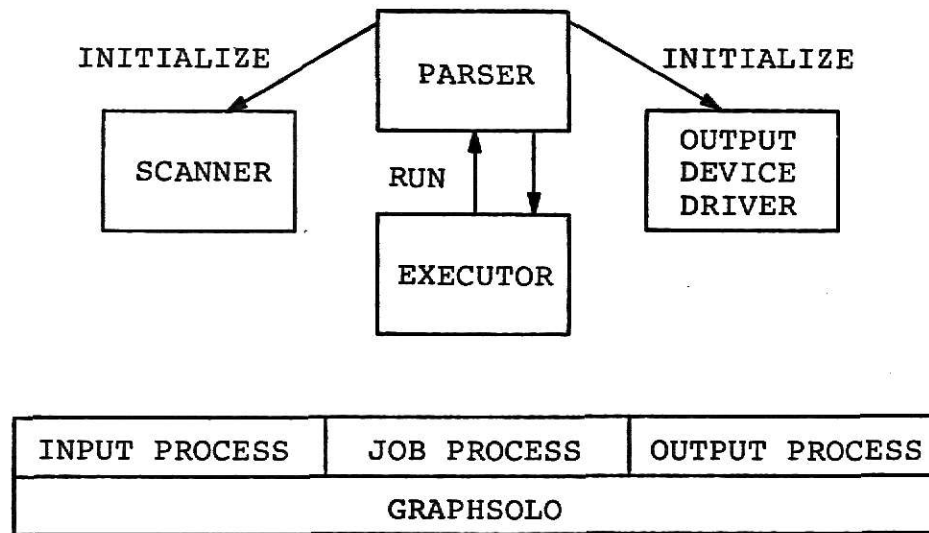 INITIALIZE
PARSER
INITIALIZE
SCANNER
RUN
OUTPUT
DEVICE
DRIVER
EXECUTOR
INPUT PROCESS
JOB PROCESS
OUTPUT PROCESS
GRAPHSOLO